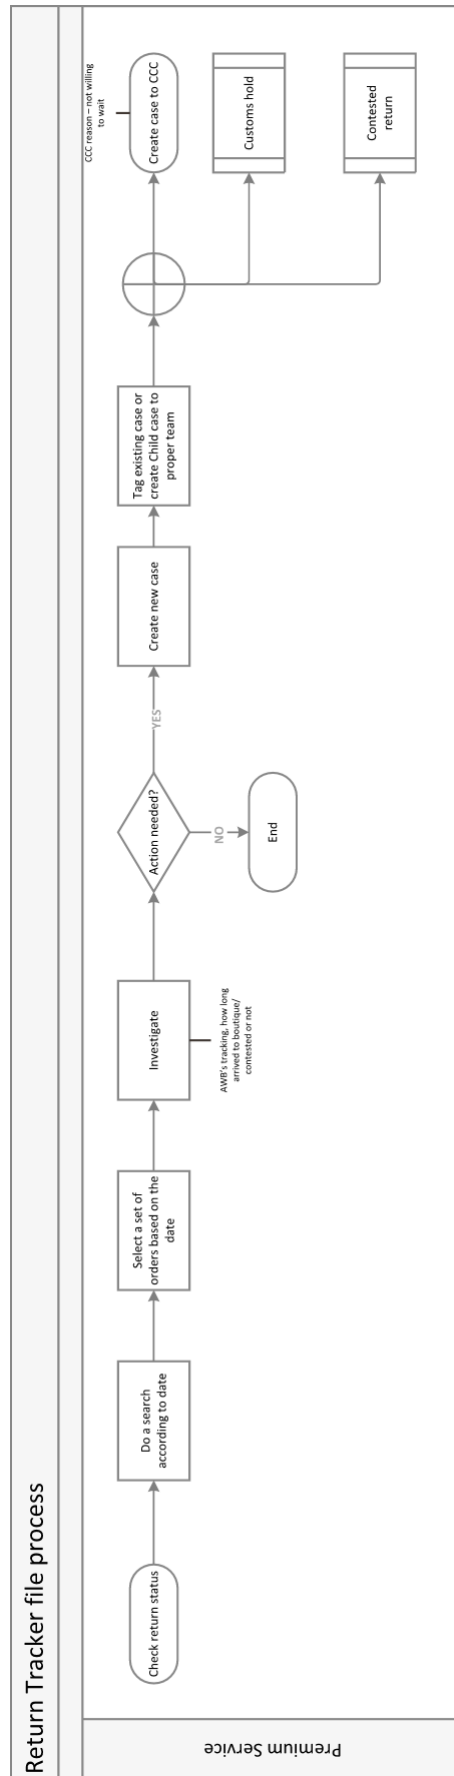 Return Tracker file process
Premium Service
Check return status
Do a search
according to date
Select a set of
orders based on the
date
Investigate
AWB's tracking, how long
arrived to boutique/
contested or not
Action needed?
NO
End
YES
Create new case
Tag existing case or
create Child case to
proper team
CCC reason – not willing
to wait
Create case to CCC
Customs hold
Contested
return